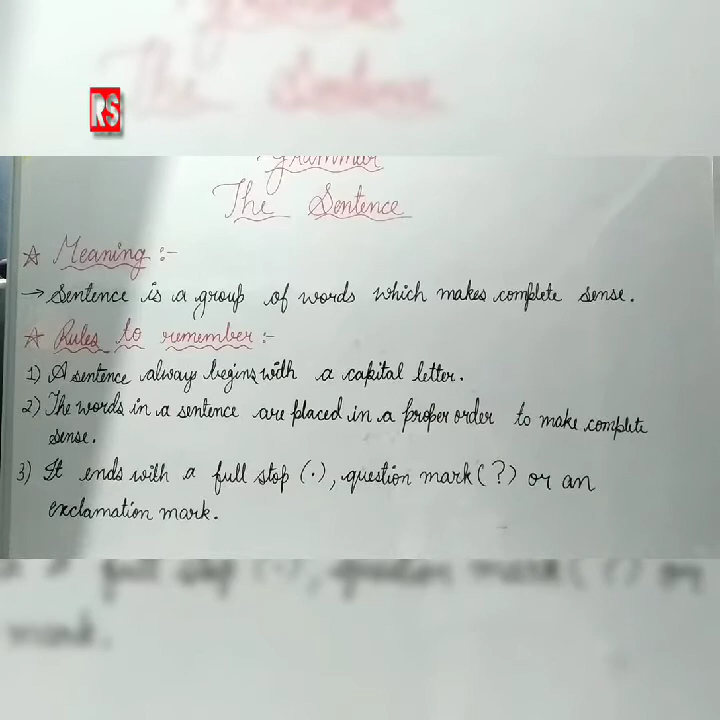 RS
Grammar
The Sentence
☆ Meaning :-
→ Sentence is a group of words which makes complete sense.
☆ Rules to remember :-
1) A sentence always begins with a capital letter.
2) The words in a sentence are placed in a proper order to make complete
sense.
3) It ends with a full stop (.), question mark (?) or an
exclamation mark.